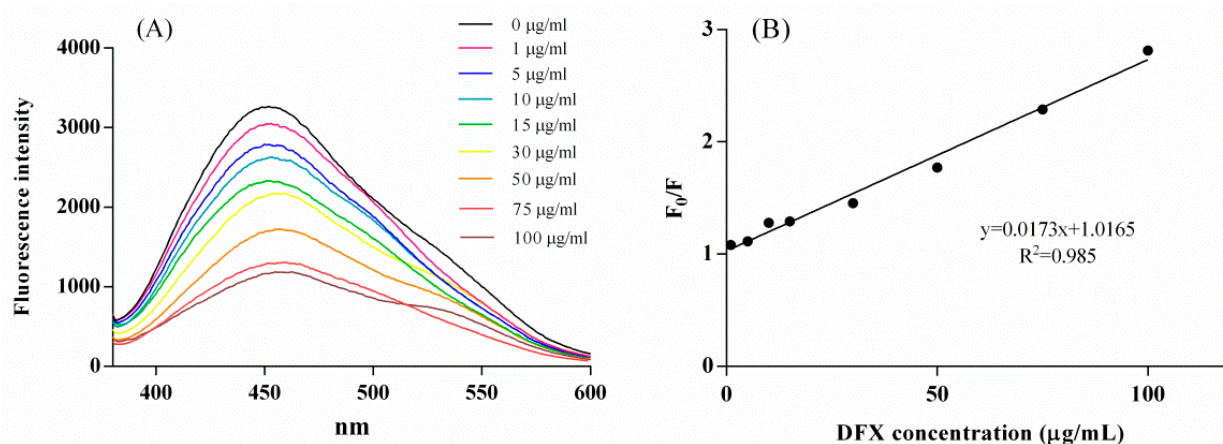 (A)
4000
3000
2000
1000
0
Fluorescence intensity
400
450
500
550
600
nm
0 µg/ml
1 µg/ml
5 µg/ml
10 µg/ml
15 µg/ml
30 µg/ml
50 µg/ml
75 µg/ml
100 µg/ml
(B)
3
2
1
0
F₀/F
y=0.0173x+1.0165
R²=0.985
0
50
100
DFX concentration (µg/mL)